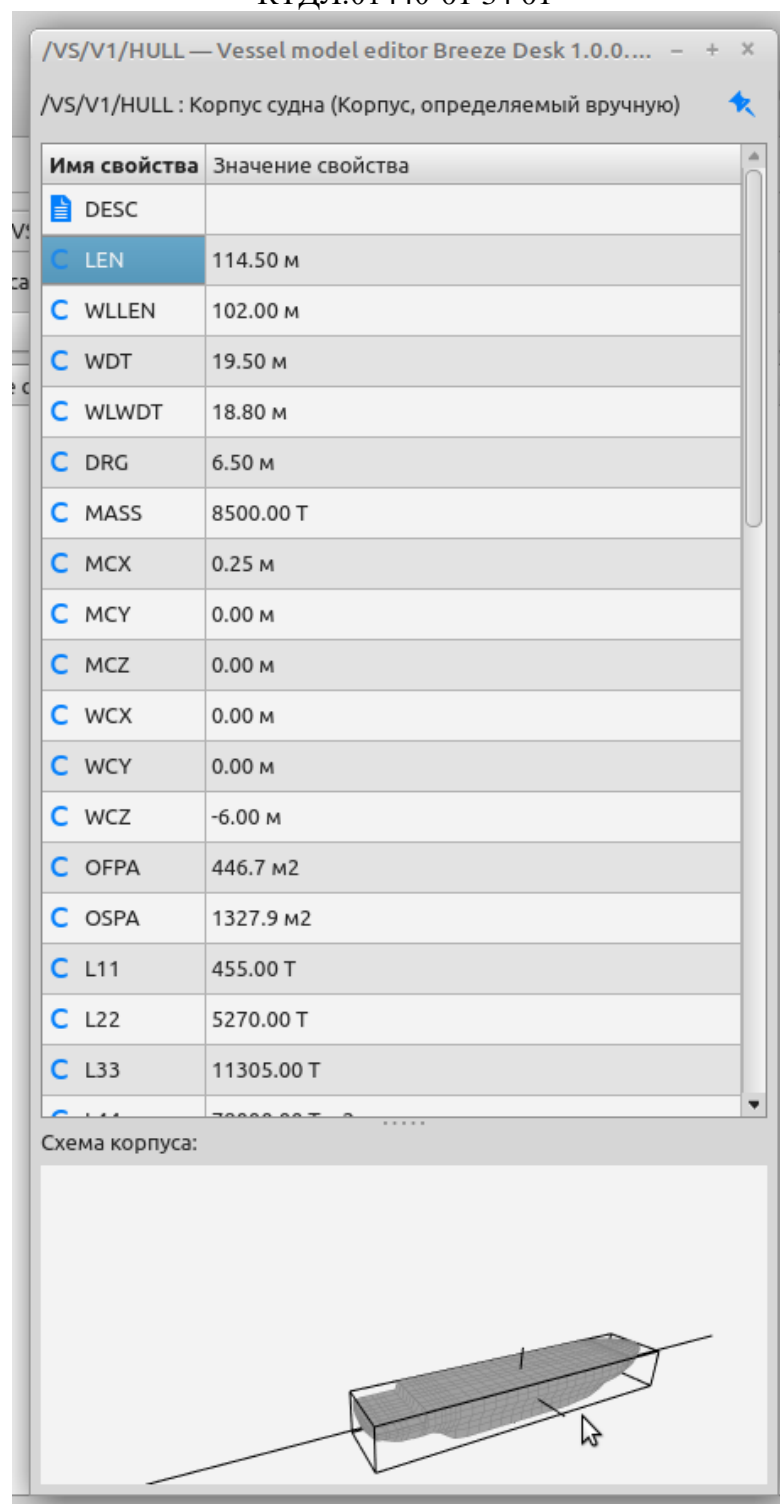 /VS/V1/HULL — Vessel model editor Breeze Desk 1.0.0.... – + ×
/VS/V1/HULL : Корпус судна (Корпус, определяемый вручную)
Имя свойства Значение свойства
DESC
C LEN 114.50 м
C WLLEN 102.00 м
C WDT 19.50 м
C WLWDT 18.80 м
C DRG 6.50 м
C MASS 8500.00 Т
C MCX 0.25 м
C MCY 0.00 м
C MCZ 0.00 м
C WCX 0.00 м
C WCY 0.00 м
C WCZ -6.00 м
C OFPA 446.7 м2
C OSPA 1327.9 м2
C L11 455.00 Т
C L22 5270.00 Т
C L33 11305.00 Т
Схема корпуса: